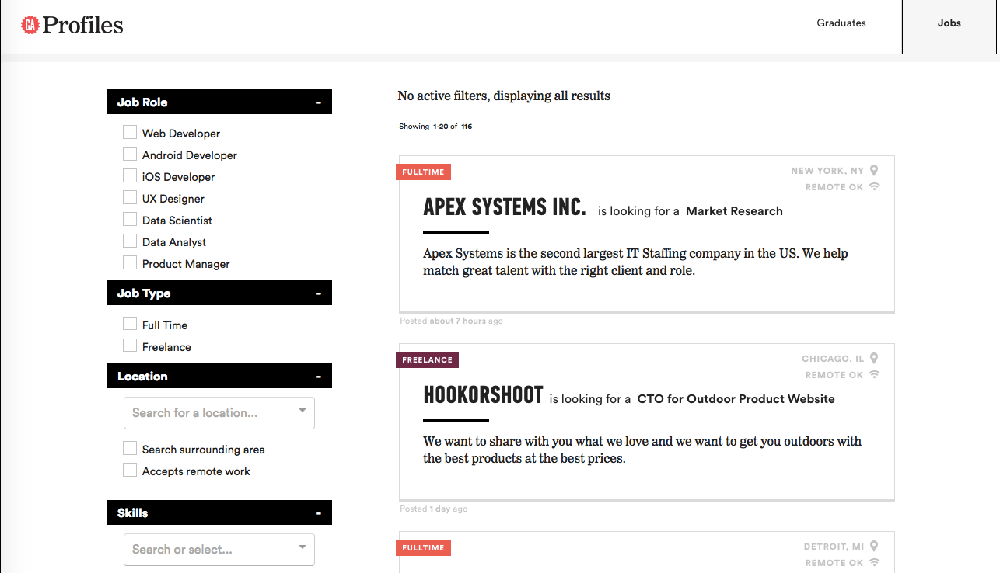 GA Profiles
Graduates
Jobs
Job Role -
Web Developer
Android Developer
iOS Developer
UX Designer
Data Scientist
Data Analyst
Product Manager
Job Type -
Full Time
Freelance
Location -
Search for a location...
Search surrounding area
Accepts remote work
Skills -
Search or select...
No active filters, displaying all results
Showing 1-20 of 116
FULLTIME
NEW YORK, NY
REMOTE OK
APEX SYSTEMS INC. is looking for a Market Research
Apex Systems is the second largest IT Staffing company in the US. We help
match great talent with the right client and role.
Posted about 7 hours ago
FREELANCE
CHICAGO, IL
REMOTE OK
HOOKORSHOOT is looking for a CTO for Outdoor Product Website
We want to share with you what we love and we want to get you outdoors with
the best products at the best prices.
Posted 1 day ago
FULLTIME
DETROIT, MI
REMOTE OK